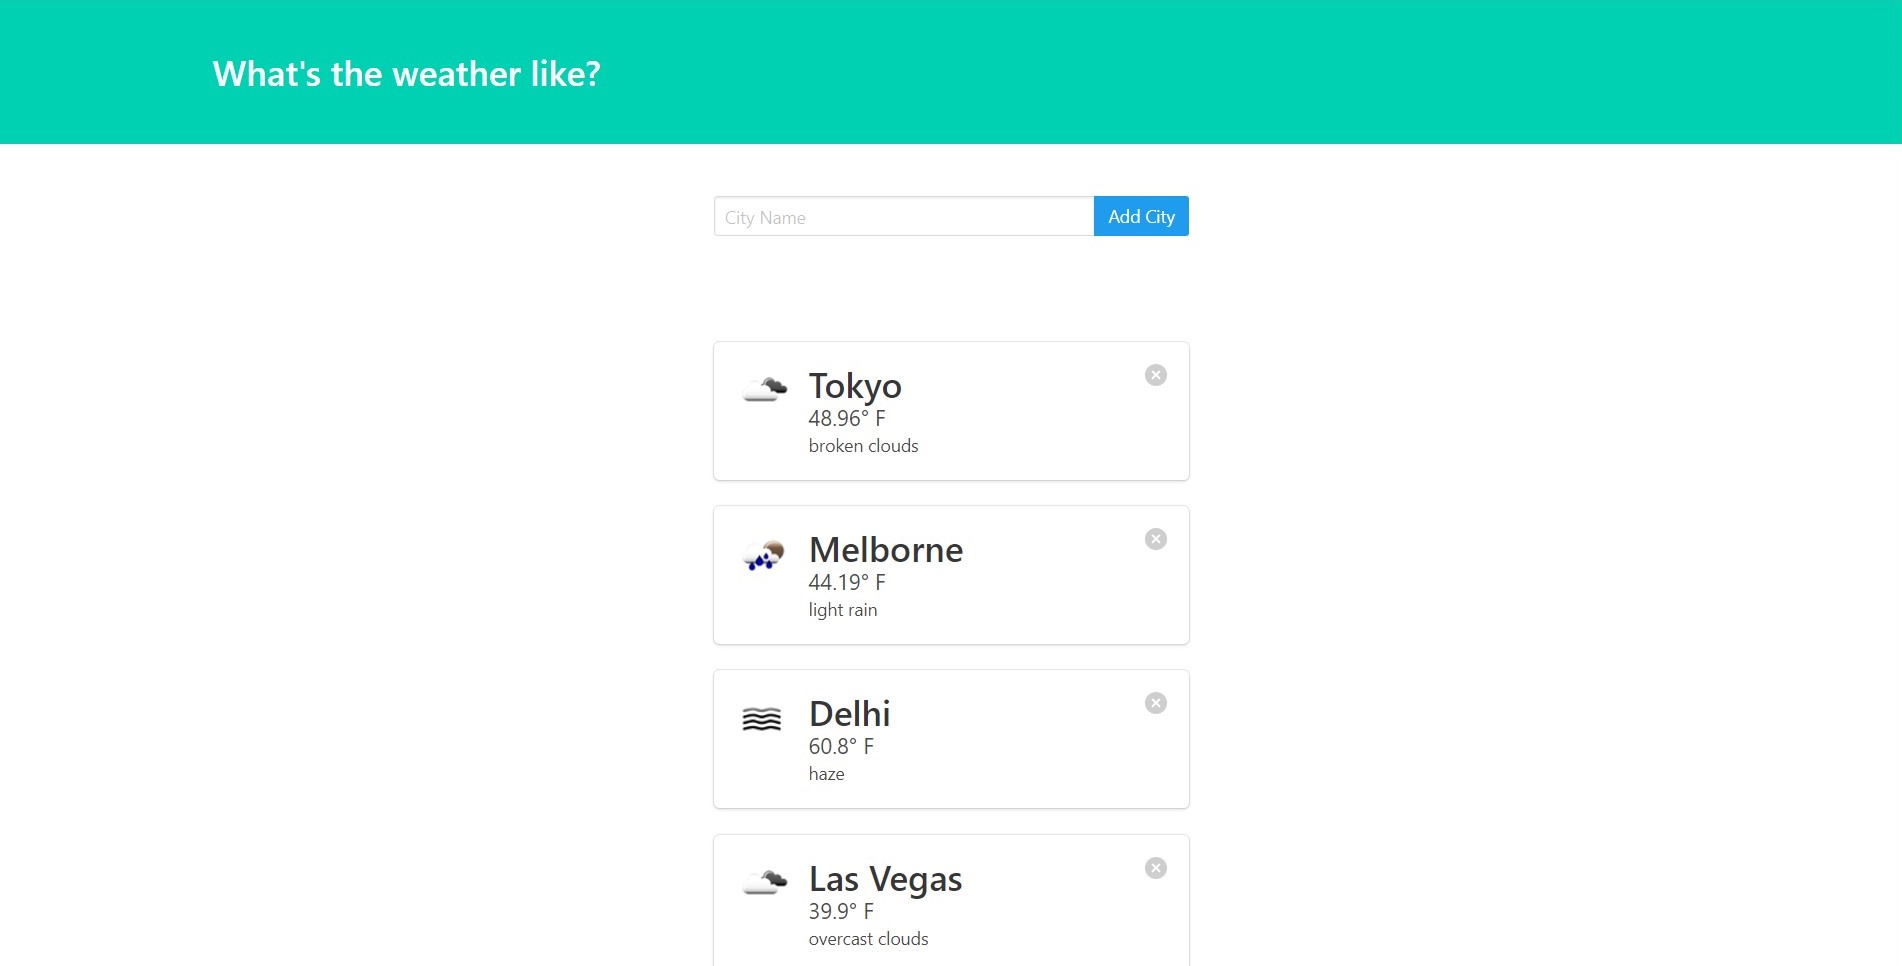 What's the weather like?
City Name
Add City
Tokyo
48.96° F
broken clouds
Melborne
44.19° F
light rain
Delhi
60.8° F
haze
Las Vegas
39.9° F
overcast clouds